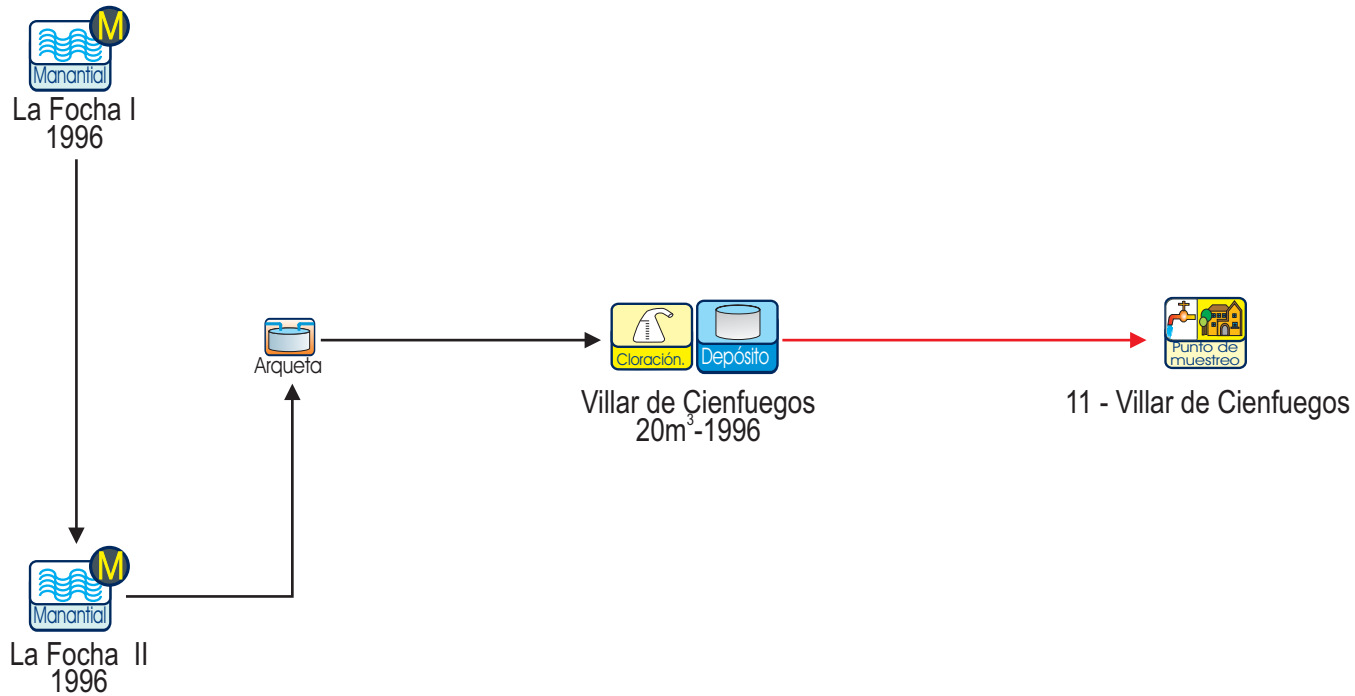 M
Manantial
La Focha I
1996
Arqueta
Cloración.
Depósito
Villar de Cienfuegos
20m³-1996
Punto de
muestreo
11 - Villar de Cienfuegos
M
Manantial
La Focha II
1996